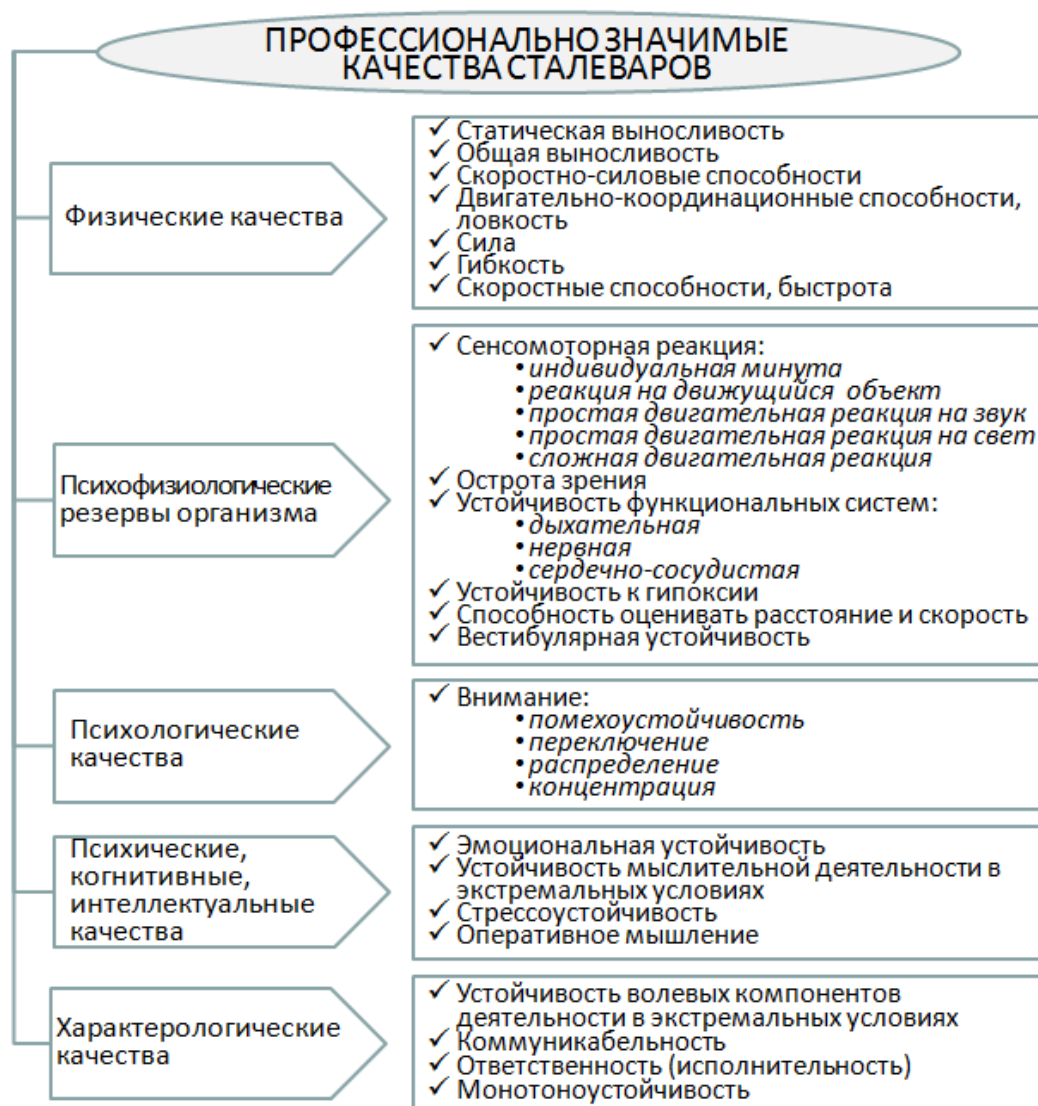 ПРОФЕССИОНАЛЬНО ЗНАЧИМЫЕ
КАЧЕСТВА СТАЛЕВАРОВ
Физические качества
✓ Статическая выносливость
✓ Общая выносливость
✓ Скоростно-силовые способности
✓ Двигательно-координационные способности,
ловкость
✓ Сила
✓ Гибкость
✓ Скоростные способности, быстрота
Психофизиологические
резервы организма
✓ Сенсомоторная реакция:
• индивидуальная минута
• реакция на движущийся объект
• простая двигательная реакция на звук
• простая двигательная реакция на свет
• сложная двигательная реакция
✓ Острота зрения
✓ Устойчивость функциональных систем:
• дыхательная
• нервная
• сердечно-сосудистая
✓ Устойчивость к гипоксии
✓ Способность оценивать расстояние и скорость
✓ Вестибулярная устойчивость
Психологические
качества
✓ Внимание:
• помехоустойчивость
• переключение
• распределение
• концентрация
Психические,
когнитивные,
интеллектуальные
качества
✓ Эмоциональная устойчивость
✓ Устойчивость мыслительной деятельности в
экстремальных условиях
✓ Стрессоустойчивость
✓ Оперативное мышление
Характерологические
качества
✓ Устойчивость волевых компонентов
деятельности в экстремальных условиях
✓ Коммуникабельность
✓ Ответственность (исполнительность)
✓ Монотоноустойчивость